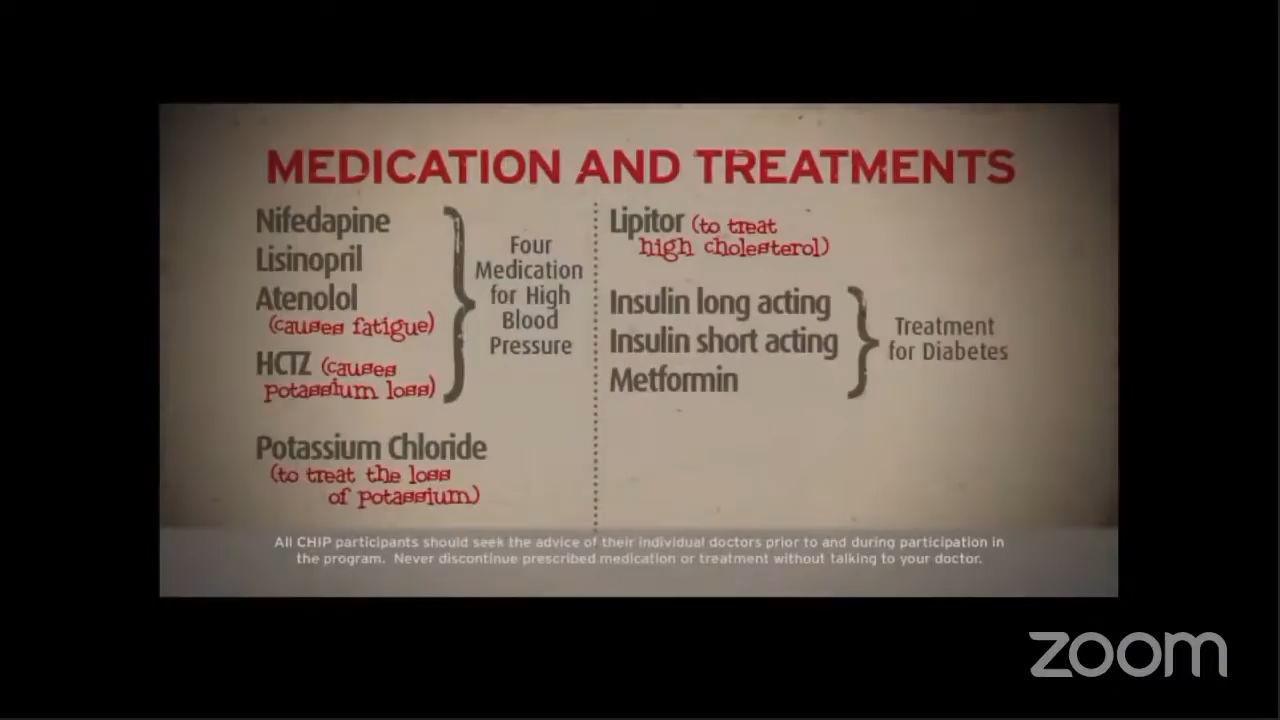 MEDICATION AND TREATMENTS
Nifedapine
Lisinopril
Atenolol
(causes fatigue)
HCTZ (causes
potassium loss)
Four
Medication
for High
Blood
Pressure
Potassium Chloride
(to treat the loss
of potassium)
Lipitor (to treat
high cholesterol)
Insulin long acting
Insulin short acting
Metformin
Treatment
for Diabetes
All CHIP participants should seek the advice of their individual doctors prior to and during participation in
the program. Never discontinue prescribed medication or treatment without talking to your doctor.
zoom